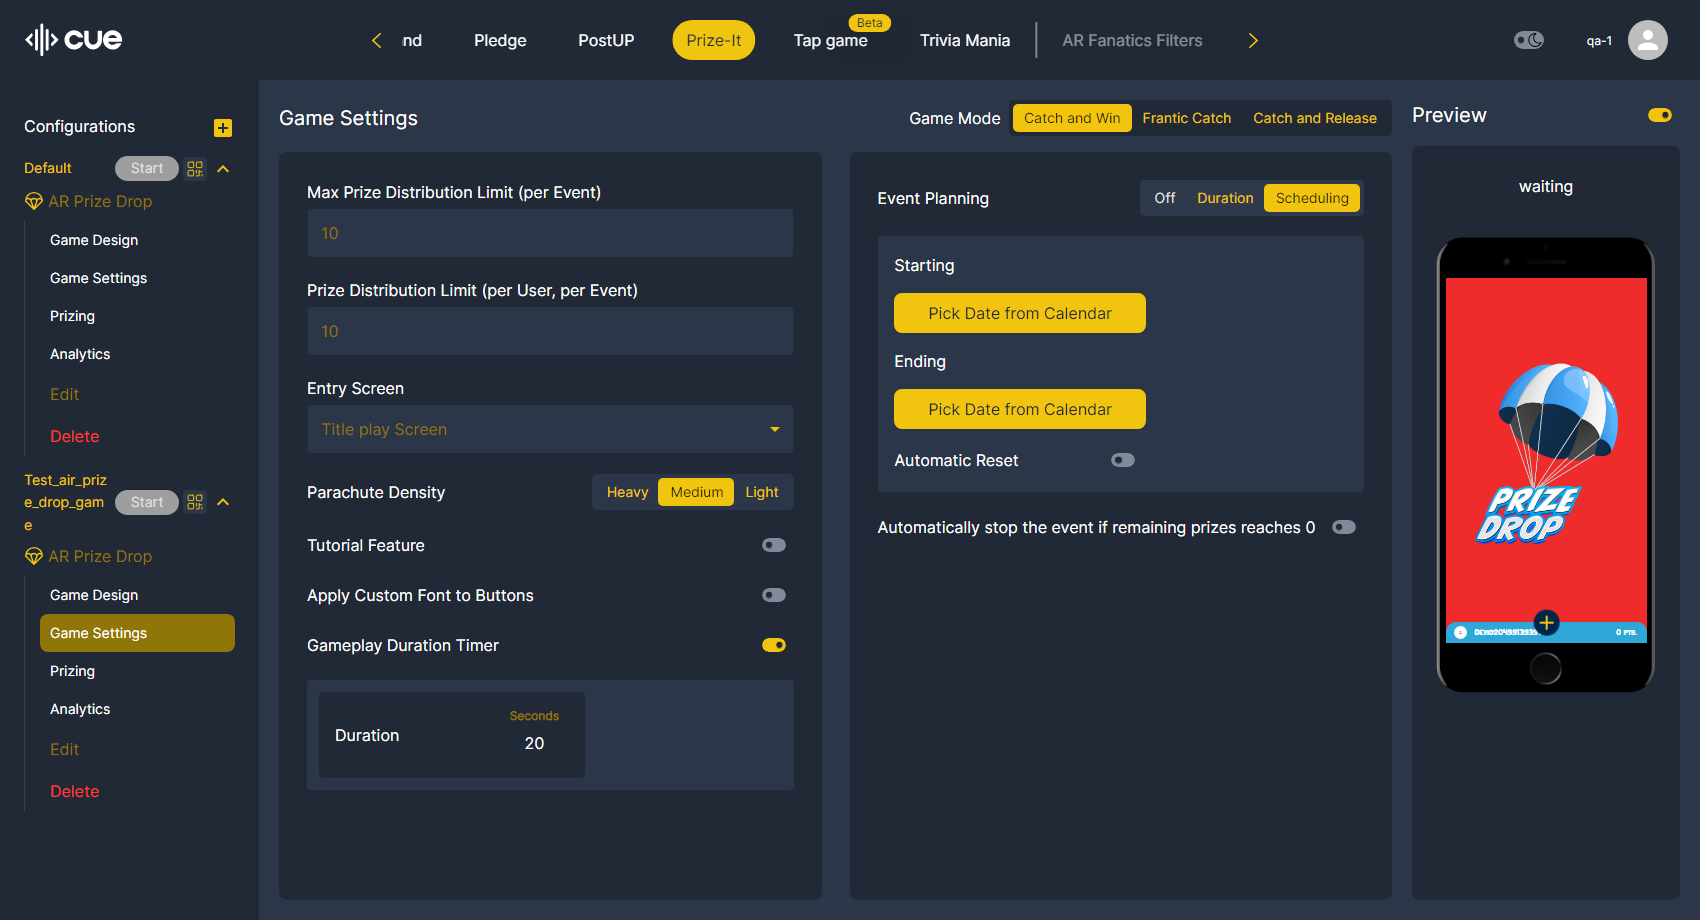 cue
nd
Pledge
PostUP
Prize-It
Beta
Tap game
Trivia Mania
AR Fanatics Filters
qa-1
Configurations
Default
Start
AR Prize Drop
Game Design
Game Settings
Prizing
Analytics
Edit
Delete
Test_air_priz
e_drop_gam
e
Start
AR Prize Drop
Game Design
Game Settings
Prizing
Analytics
Edit
Delete
Game Settings
Game Mode
Catch and Win
Frantic Catch
Catch and Release
Max Prize Distribution Limit (per Event)
10
Prize Distribution Limit (per User, per Event)
10
Entry Screen
Title play Screen
Parachute Density
Heavy
Medium
Light
Tutorial Feature
Apply Custom Font to Buttons
Gameplay Duration Timer
Duration
Seconds
20
Event Planning
Off
Duration
Scheduling
Starting
Pick Date from Calendar
Ending
Pick Date from Calendar
Automatic Reset
Automatically stop the event if remaining prizes reaches 0
Preview
waiting
PRIZE
DROP
0 PTS.